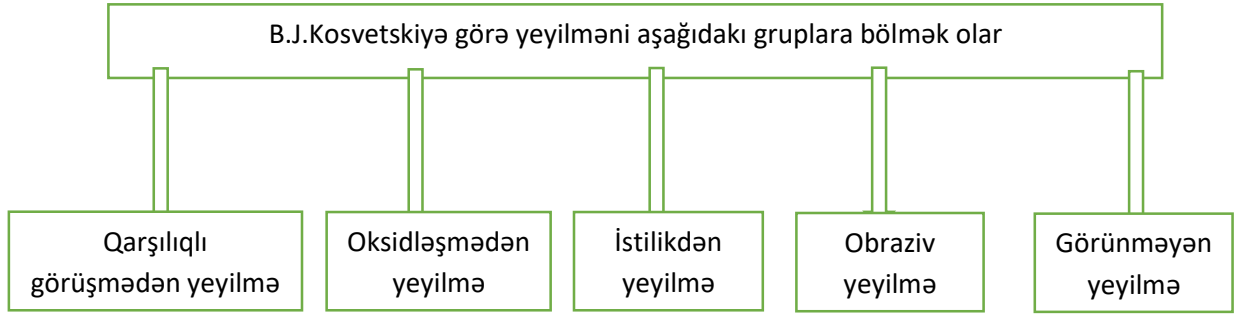 B.J.Kosvetskiyə görə yeyilməni aşağıdakı gruplara bölmək olar
Qarşılıqlı
görüşmədən yeyilmə
Oksidləşmədən
yeyilmə
İstilikdən
yeyilmə
Obraziv
yeyilmə
Görünməyən
yeyilmə